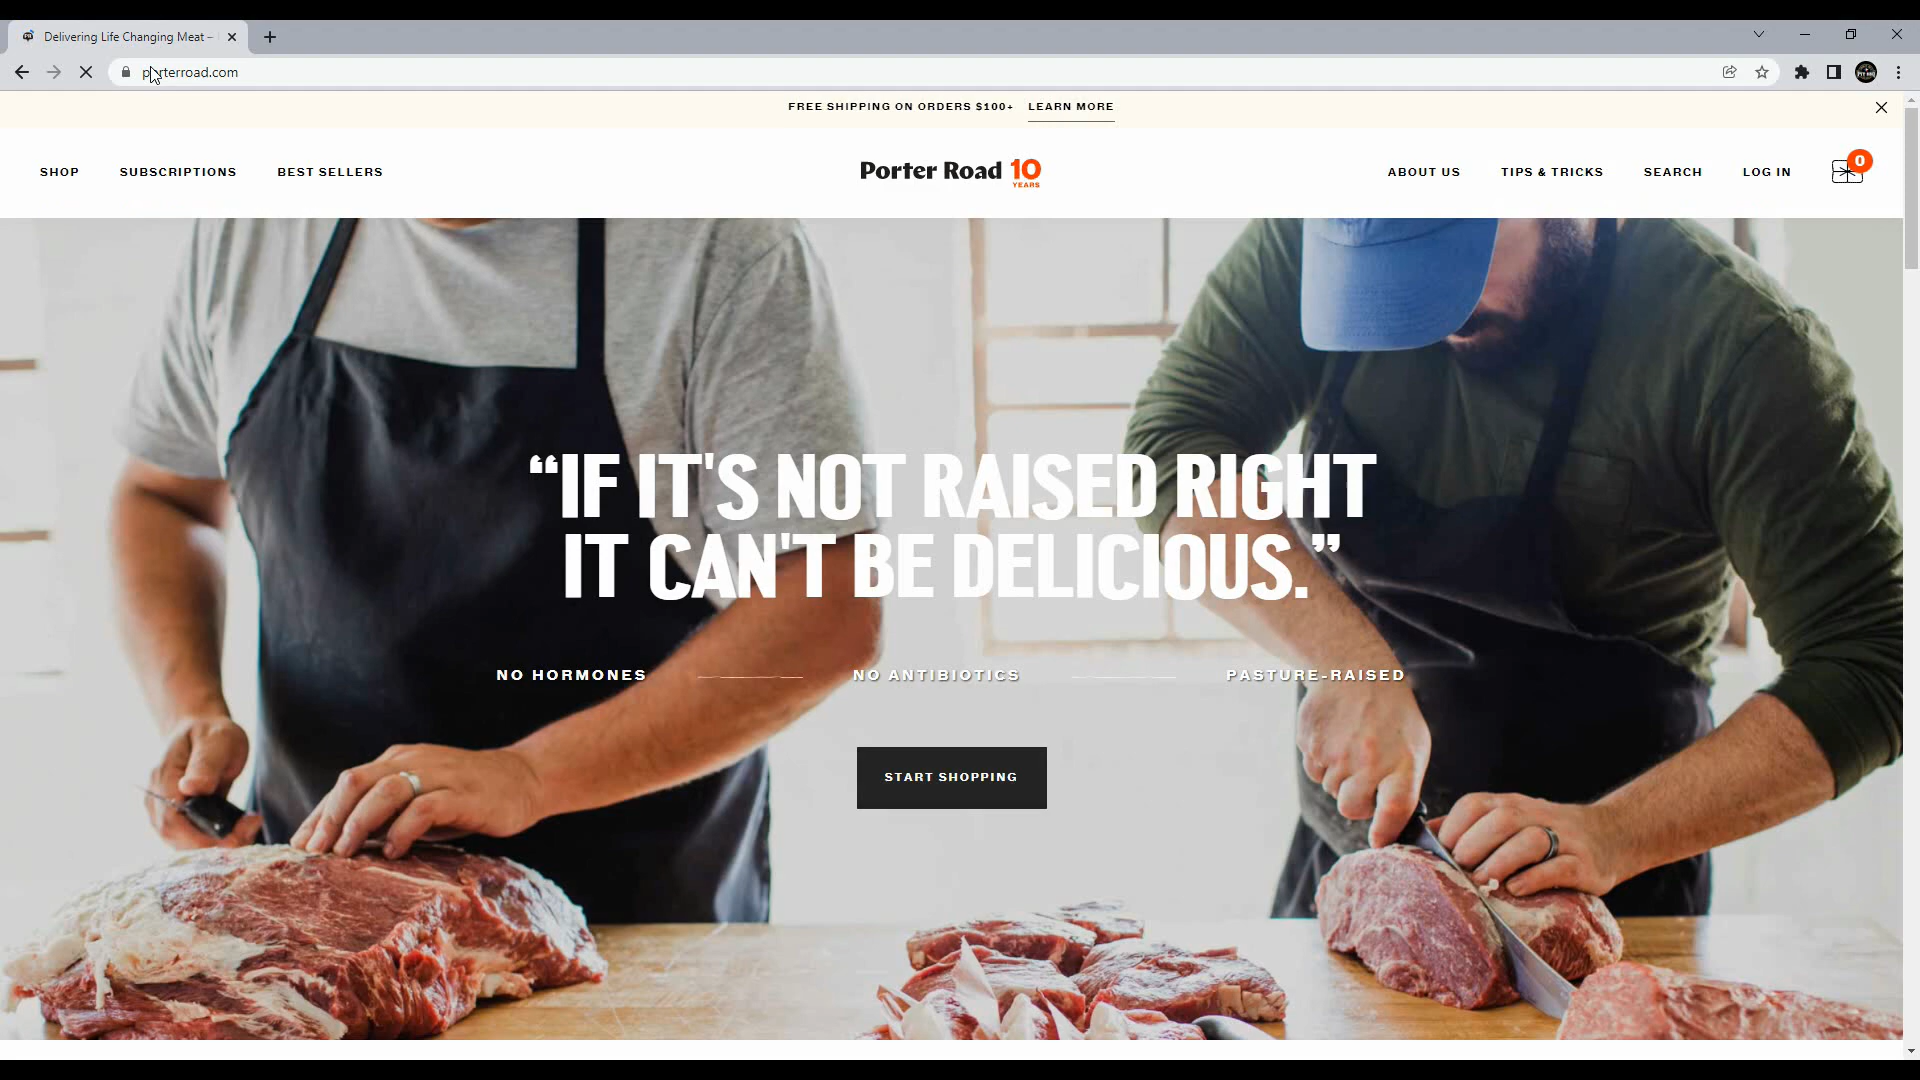 Delivering Life Changing Meat –
porterroad.com
FREE SHIPPING ON ORDERS $100+ LEARN MORE
SHOP SUBSCRIPTIONS BEST SELLERS
Porter Road 10 YEARS
ABOUT US TIPS & TRICKS SEARCH LOG IN 0
“IF IT'S NOT RAISED RIGHT
IT CAN'T BE DELICIOUS.”
NO HORMONES NO ANTIBIOTICS PASTURE-RAISED
START SHOPPING